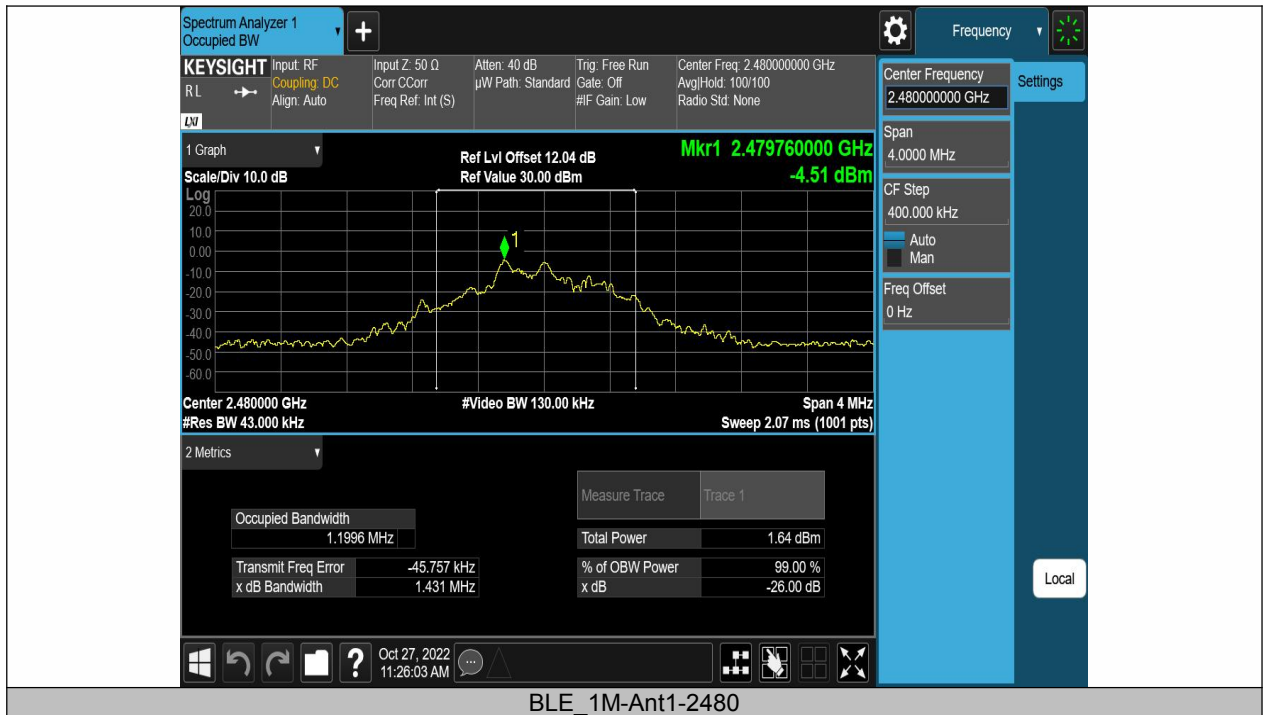 Spectrum Analyzer 1
Occupied BW
+
Frequency
KEYSIGHT
RL
LXI
Input: RF
Coupling: DC
Align: Auto
Input Z: 50 Ω
Corr CCorr
Freq Ref: Int (S)
Atten: 40 dB
µW Path: Standard
Trig: Free Run
Gate: Off
#IF Gain: Low
Center Freq: 2.480000000 GHz
Avg|Hold: 100/100
Radio Std: None
Center Frequency
2.480000000 GHz
Settings
Span
4.0000 MHz
CF Step
400.000 kHz
Auto
Man
Freq Offset
0 Hz
Local
1 Graph
Scale/Div 10.0 dB
Ref Lvl Offset 12.04 dB
Ref Value 30.00 dBm
Mkr1 2.479760000 GHz
-4.51 dBm
Log
20.0
10.0
0.00
-10.0
-20.0
-30.0
-40.0
-50.0
-60.0
1
Center 2.480000 GHz
#Res BW 43.000 kHz
#Video BW 130.00 kHz
Span 4 MHz
Sweep 2.07 ms (1001 pts)
2 Metrics
Measure Trace Trace 1
Occupied Bandwidth
1.1996 MHz
Total Power 1.64 dBm
Transmit Freq Error -45.757 kHz
% of OBW Power 99.00 %
x dB Bandwidth 1.431 MHz
x dB -26.00 dB
?
Oct 27, 2022
11:26:03 AM
BLE_1M-Ant1-2480